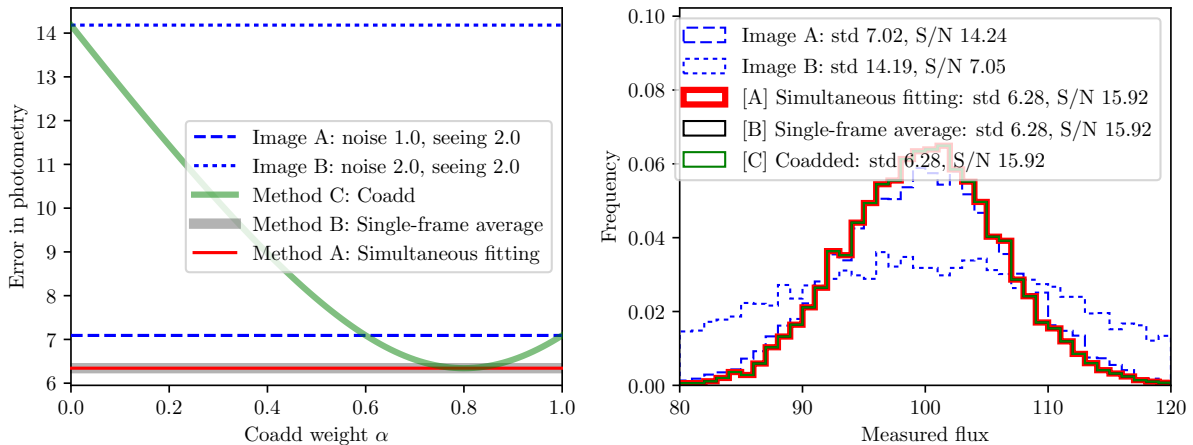 14
13
12
11
10
9
8
7
6
Error in photometry
0.0 0.2 0.4 0.6 0.8 1.0
Coadd weight α
Image A: noise 1.0, seeing 2.0
Image B: noise 2.0, seeing 2.0
Method C: Coadd
Method B: Single-frame average
Method A: Simultaneous fitting
0.10
0.08
0.06
0.04
0.02
0.00
Frequency
80 90 100 110 120
Measured flux
Image A: std 7.02, S/N 14.24
Image B: std 14.19, S/N 7.05
[A] Simultaneous fitting: std 6.28, S/N 15.92
[B] Single-frame average: std 6.28, S/N 15.92
[C] Coadded: std 6.28, S/N 15.92